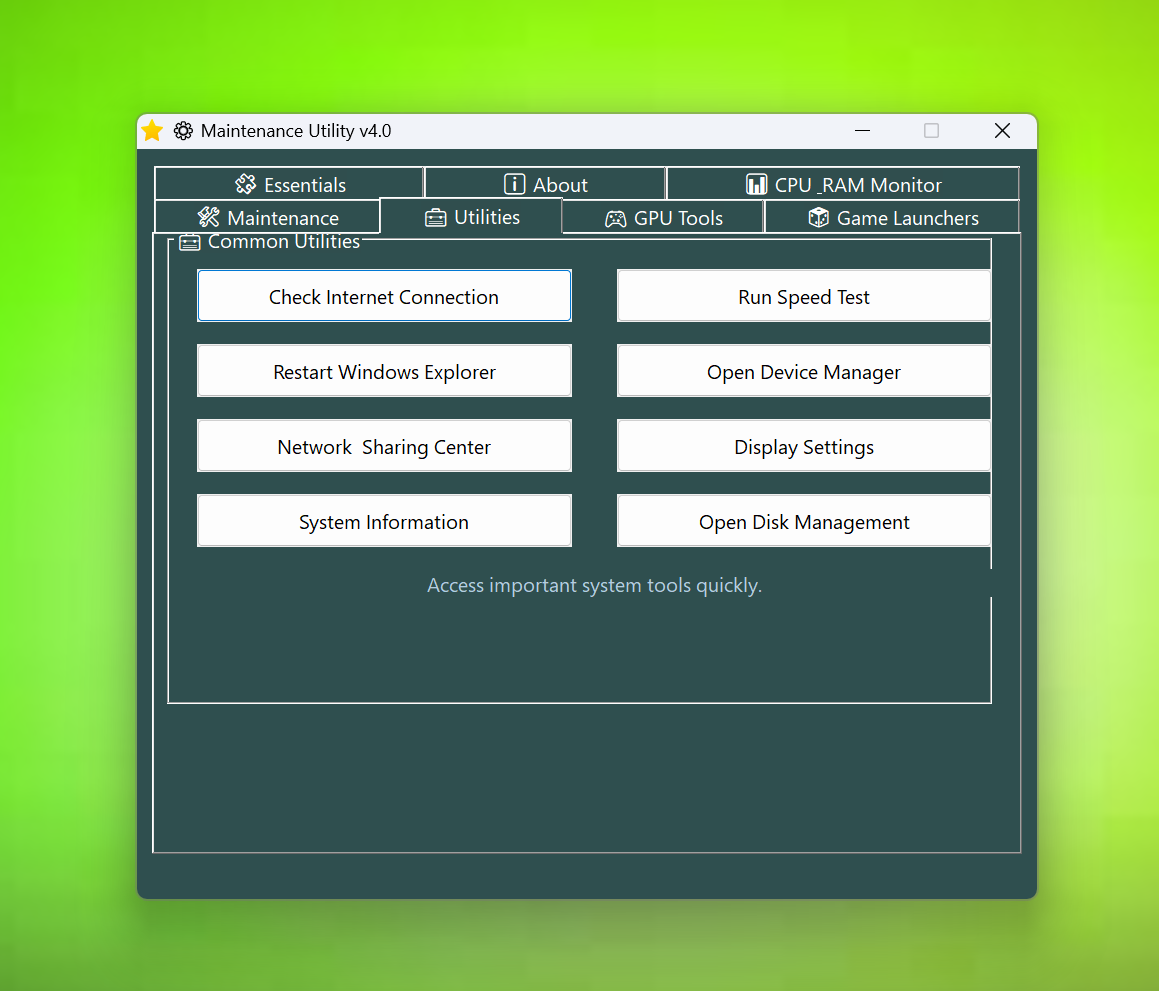 Maintenance Utility v4.0
Essentials
About
CPU _RAM Monitor
Maintenance
Utilities
GPU Tools
Game Launchers
Common Utilities
Check Internet Connection
Run Speed Test
Restart Windows Explorer
Open Device Manager
Network  Sharing Center
Display Settings
System Information
Open Disk Management
Access important system tools quickly.